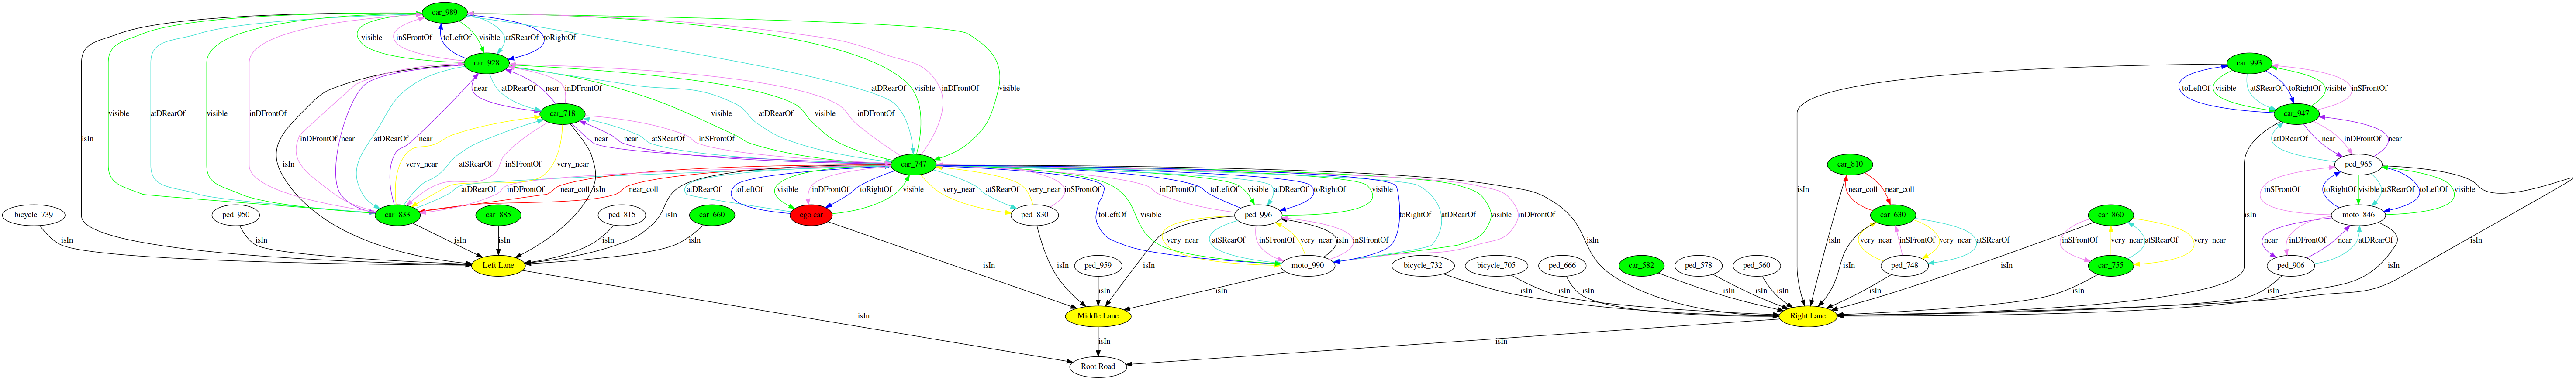 car_989
visible inSFrontOf toLeftOf visible atSRearOf toRightOf
car_928 car_993
isIn visible atDRearOf visible inDFrontOf near atDRearOf near inDFrontOf visible atDRearOf visible inDFrontOf atDRearOf visible inDFrontOf visible toLeftOf visible atSRearOf toRightOf visible inSFrontOf
car_718 car_947
isIn inDFrontOf near atDRearOf near very_near atSRearOf inSFrontOf very_near near near atSRearOf inSFrontOf isIn atDRearOf near inDFrontOf near
car_747 car_810 ped_965
atDRearOf inDFrontOf isIn near_coll near_coll isIn atDRearOf toLeftOf visible inDFrontOf toRightOf visible very_near atSRearOf very_near inSFrontOf inDFrontOf toLeftOf visible atDRearOf toRightOf visible near_coll near_coll inSFrontOf toRightOf visible atSRearOf toLeftOf visible
bicycle_739 ped_950 car_833 car_885 ped_815 car_660 ego car ped_830 ped_996 car_630 car_860 moto_846
isIn isIn isIn isIn isIn isIn toLeftOf visible very_near atSRearOf inSFrontOf very_near isIn inSFrontOf toRightOf atDRearOf visible inDFrontOf isIn isIn very_near inSFrontOf very_near atSRearOf inSFrontOf very_near atSRearOf very_near isIn near inDFrontOf near atDRearOf isIn
Left Lane ped_959 moto_990 bicycle_732 bicycle_705 ped_666 car_582 ped_578 ped_560 ped_748 car_755 ped_906
isIn isIn isIn isIn isIn isIn isIn isIn isIn isIn isIn isIn isIn isIn
Middle Lane Right Lane
isIn isIn isIn
Root Road